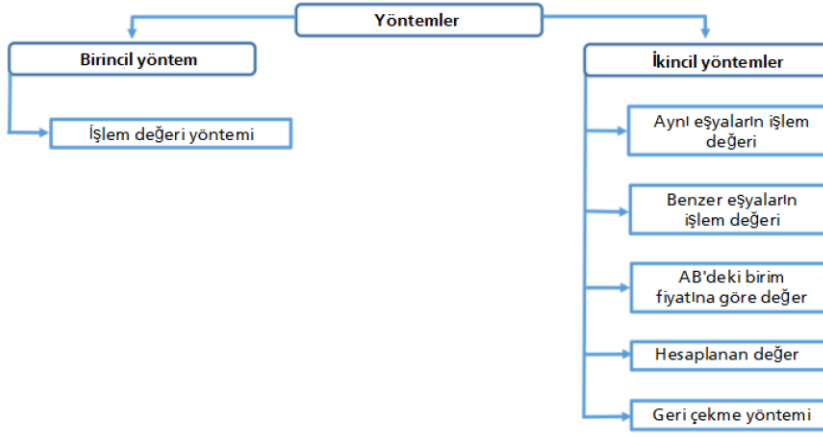 Yöntemler
Birincil yöntem
İşlem değeri yöntemi
İkincil yöntemler
Aynı eşyaların işlem
değeri
Benzer eşyaların
işlem değeri
AB'deki birim
fiyatına göre değer
Hesaplanan değer
Geri çekme yöntemi